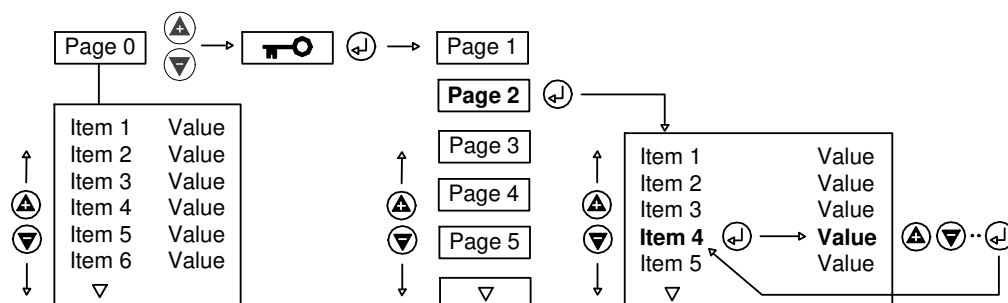 Page 0
Page 1
Page 2
Page 3
Page 4
Page 5
Item 1 Value
Item 2 Value
Item 3 Value
Item 4 Value
Item 5 Value
Item 6 Value
Item 1 Value
Item 2 Value
Item 3 Value
Item 4 Value
Item 5 Value